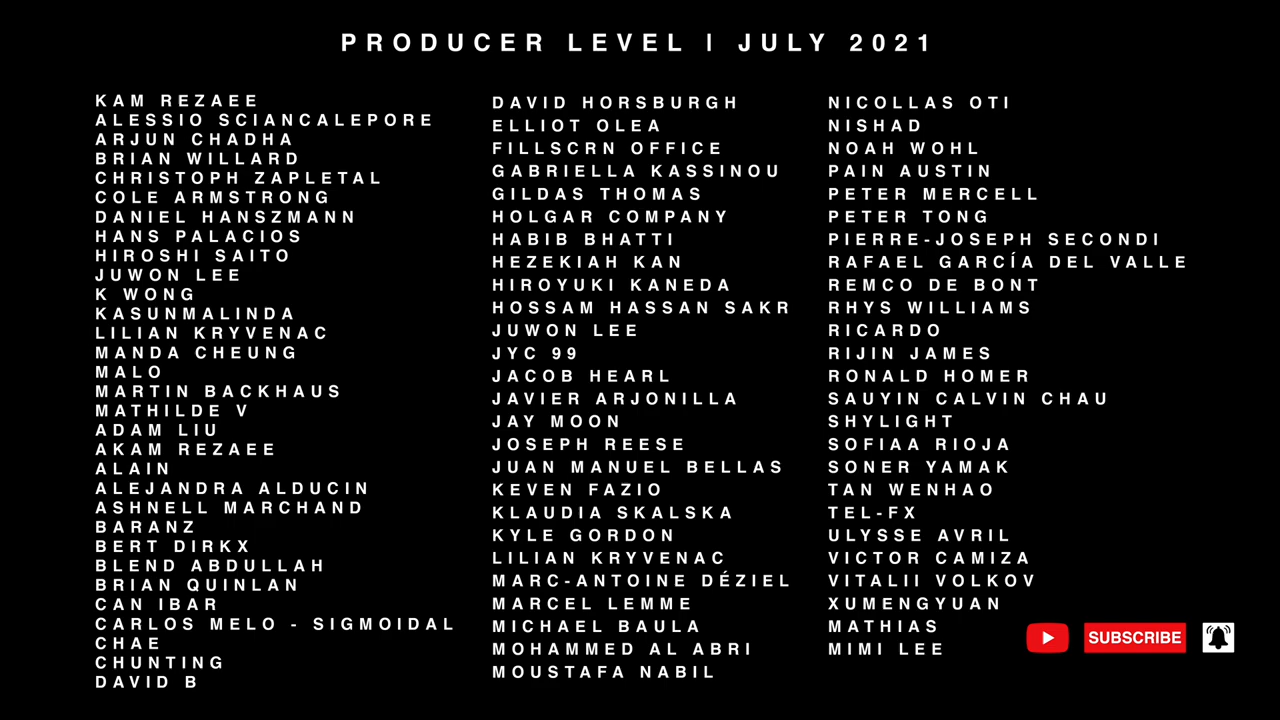 PRODUCER LEVEL | JULY 2021
KAM REZAEE
ALESSIO SCIANCALEPORE
ARJUN CHADHA
BRIAN WILLARD
CHRISTOPH ZAPLETAL
COLE ARMSTRONG
DANIEL HANSZMANN
HANS PALACIOS
HIROSHI SAITO
JUWON LEE
K WONG
KASUNMALINDA
LILIAN KRYVENAC
MANDA CHEUNG
MALO
MARTIN BACKHAUS
MATHILDE V
ADAM LIU
AKAM REZAEE
ALAIN
ALEJANDRA ALDUCIN
ASHNELL MARCHAND
BARANZ
BERT DIRKX
BLEND ABDULLAH
BRIAN QUINLAN
CAN IBAR
CARLOS MELO - SIGMOIDAL
CHAE
CHUNTING
DAVID B
DAVID HORSBURGH
ELLIOT OLEA
FILLSCRN OFFICE
GABRIELLA KASSINOU
GILDAS THOMAS
HOLGAR COMPANY
HABIB BHATTI
HEZEKIAH KAN
HIROYUKI KANEDA
HOSSAM HASSAN SAKR
JUWON LEE
JYC 99
JACOB HEARL
JAVIER ARJONILLA
JAY MOON
JOSEPH REESE
JUAN MANUEL BELLAS
KEVEN FAZIO
KLAUDIA SKALSKA
KYLE GORDON
LILIAN KRYVENAC
MARC-ANTOINE DÉZIEL
MARCEL LEMME
MICHAEL BAULA
MOHAMMED AL ABRI
MOUSTAFA NABIL
NICOLLAS OTI
NISHAD
NOAH WOHL
PAIN AUSTIN
PETER MERCELL
PETER TONG
PIERRE-JOSEPH SECONDI
RAFAEL GARCÍA DEL VALLE
REMCO DE BONT
RHYS WILLIAMS
RICARDO
RIJIN JAMES
RONALD HOMER
SAUYIN CALVIN CHAU
SHYLIGHT
SOFIAA RIOJA
SONER YAMAK
TAN WENHAO
TEL-FX
ULYSSE AVRIL
VICTOR CAMIZA
VITALII VOLKOV
XUMENGYUAN
MATHIAS
MIMI LEE
SUBSCRIBE